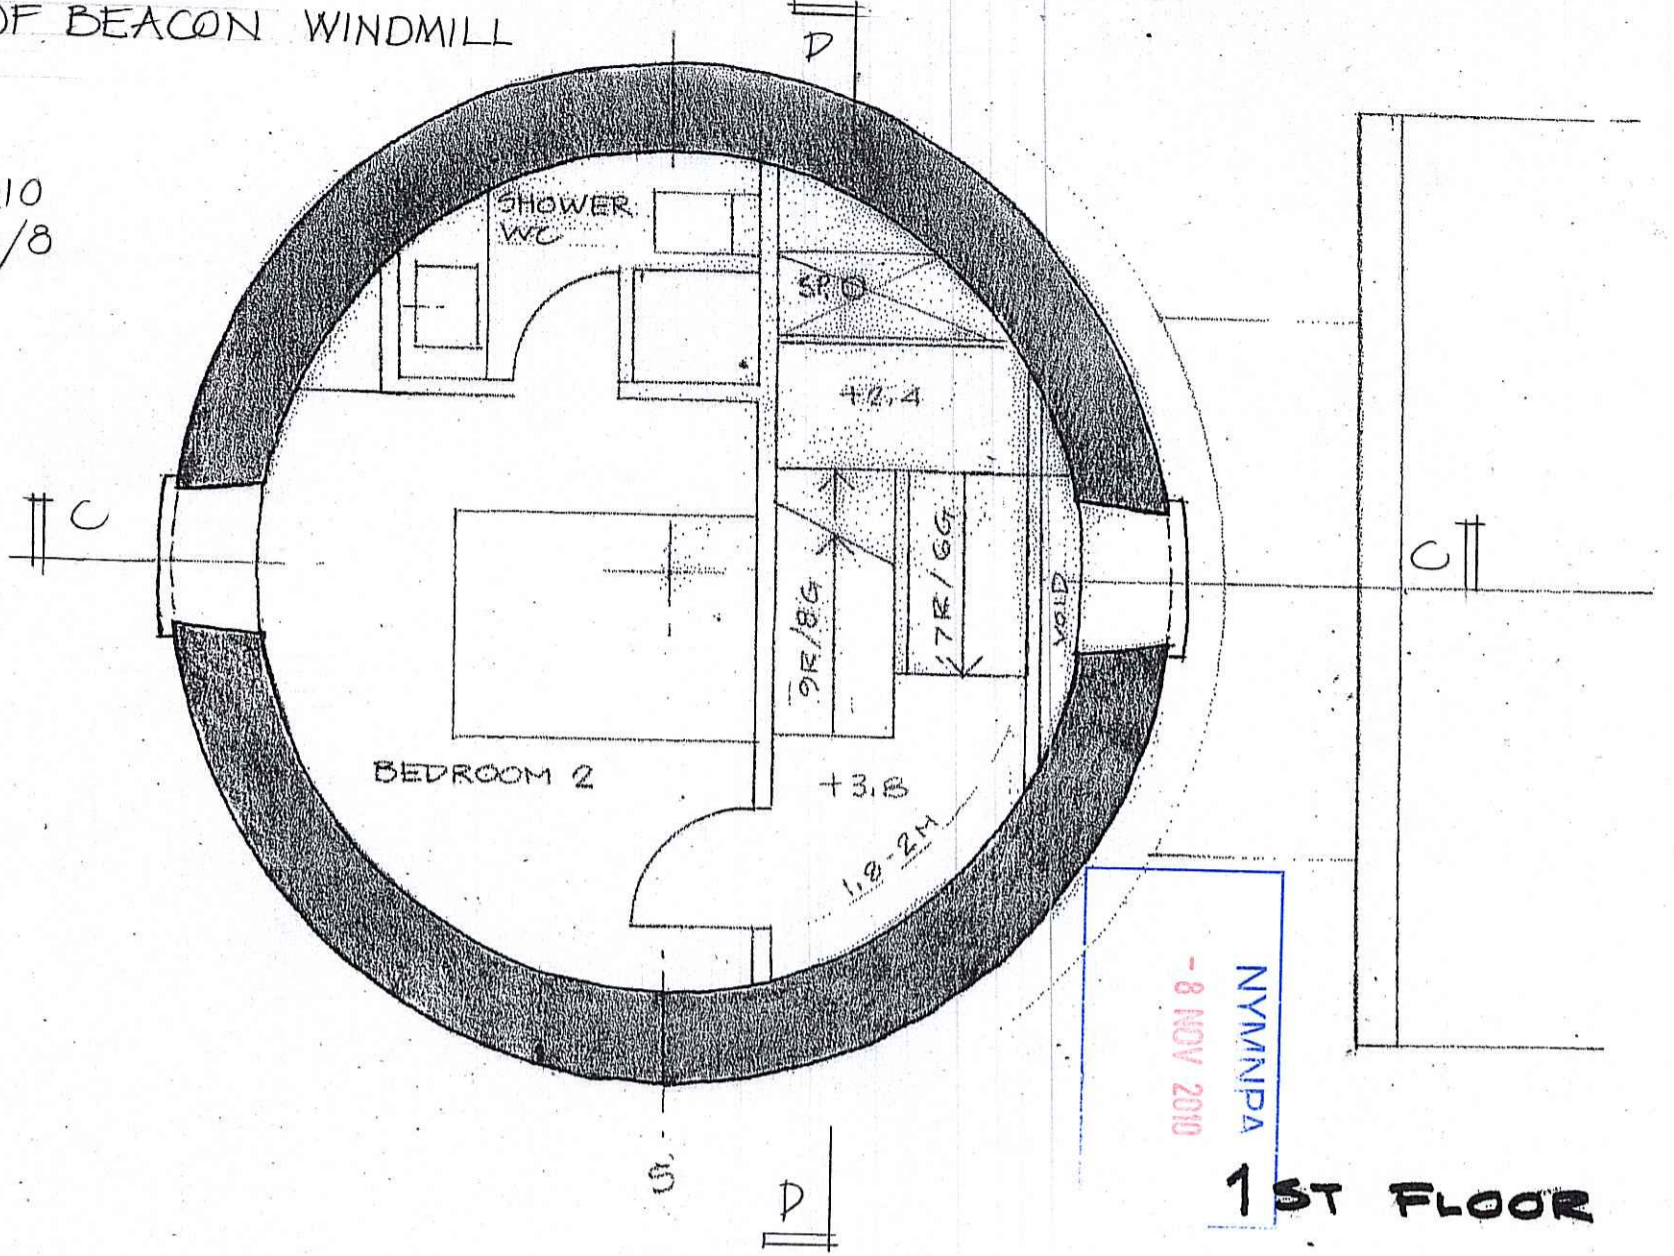 OF BEACON WINDMILL
D
10
/8
SHOWER
WC
SP.
+2.4
C
C
9R/8G
7R/6G
VOID
BEDROOM 2
+3.8
1.8-2M
NYMNPA
-8 NOV 2010
S
D
1ST FLOOR